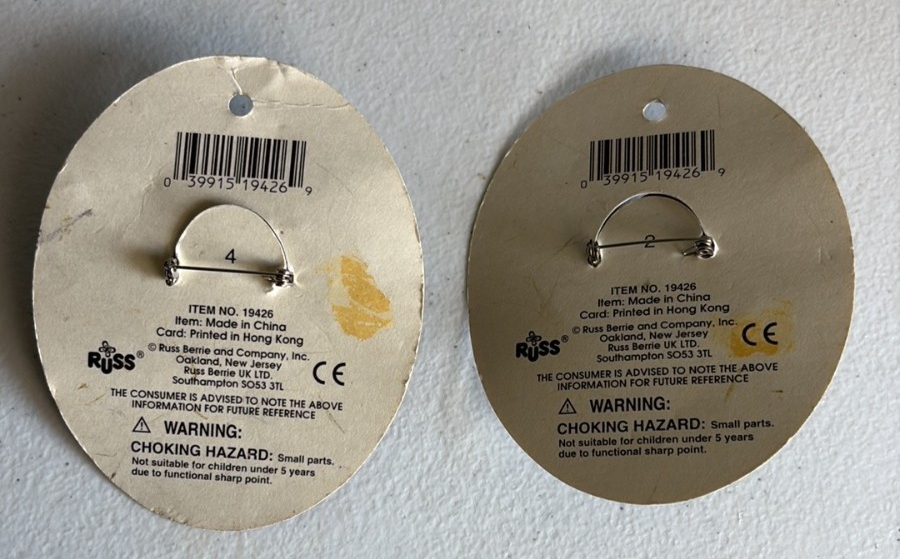 0 39915 19426 9
4
ITEM NO. 19426
Item: Made in China
Card: Printed in Hong Kong
RUSS®
© Russ Berrie and Company, Inc.
Oakland, New Jersey
Russ Berrie UK LTD.
Southampton SO53 3TL
CE
THE CONSUMER IS ADVISED TO NOTE THE ABOVE
INFORMATION FOR FUTURE REFERENCE
⚠ WARNING:
CHOKING HAZARD: Small parts.
Not suitable for children under 5 years
due to functional sharp point.
0 39915 19426 9
2
ITEM NO. 19426
Item: Made in China
Card: Printed in Hong Kong
RUSS®
© Russ Berrie and Company, Inc.
Oakland, New Jersey
Russ Berrie UK LTD.
Southampton SO53 3TL
CE
THE CONSUMER IS ADVISED TO NOTE THE ABOVE
INFORMATION FOR FUTURE REFERENCE
⚠ WARNING:
CHOKING HAZARD: Small parts.
Not suitable for children under 5 years
due to functional sharp point.